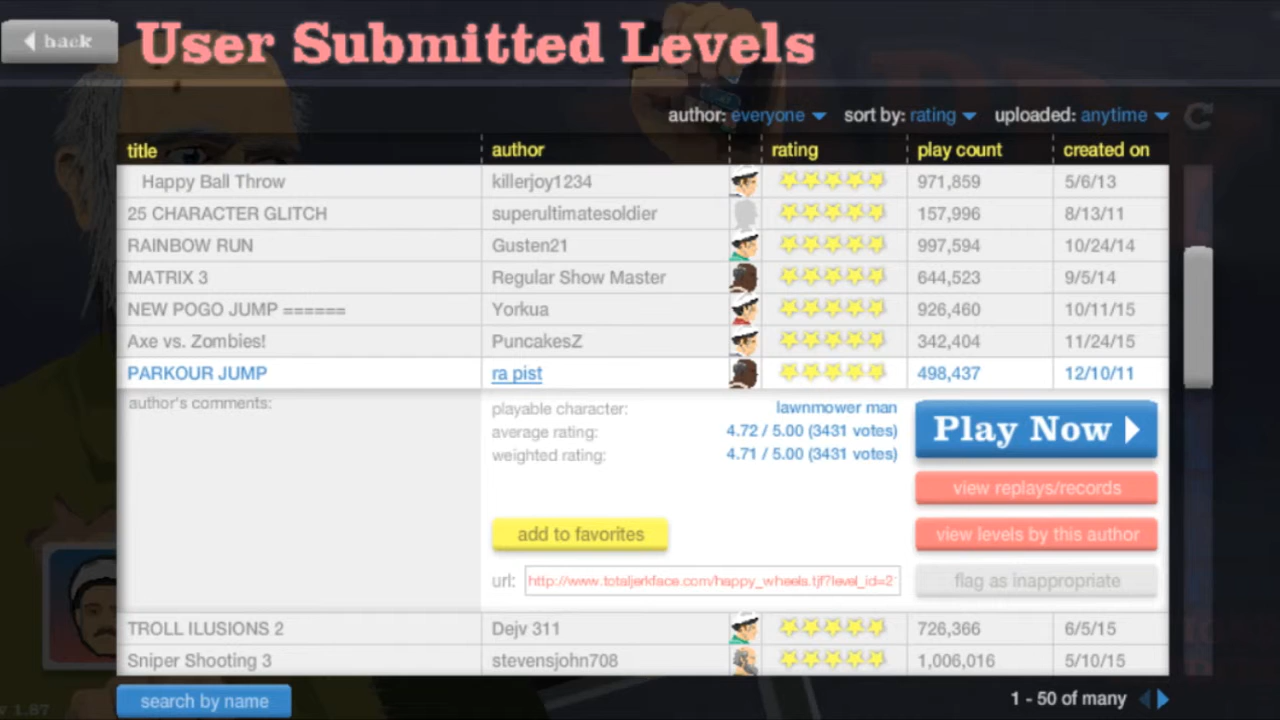 back
User Submitted Levels
author: everyone sort by: rating uploaded: anytime
title author rating play count created on
Happy Ball Throw killerjoy1234 971,859 5/6/13
25 CHARACTER GLITCH superultimatesoldier 157,996 8/13/11
RAINBOW RUN Gusten21 997,594 10/24/14
MATRIX 3 Regular Show Master 644,523 9/5/14
NEW POGO JUMP ====== Yorkua 926,460 10/11/15
Axe vs. Zombies! PuncakesZ 342,404 11/24/15
PARKOUR JUMP ra pist 498,437 12/10/11
author's comments:
playable character: lawnmower man
average rating: 4.72 / 5.00 (3431 votes)
weighted rating: 4.71 / 5.00 (3431 votes)
Play Now
view replays/records
add to favorites
view levels by this author
url: http://www.totaljerkface.com/happy_wheels.tjf?level_id=2
flag as inappropriate
TROLL ILUSIONS 2 Dejv 311 726,366 6/5/15
Sniper Shooting 3 stevensjohn708 1,006,016 5/10/15
search by name
1 - 50 of many
v 1.87